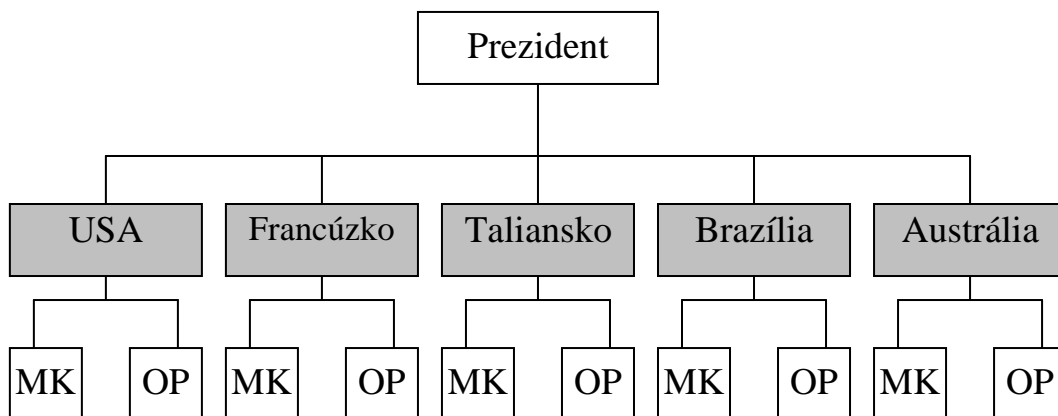 Prezident
USA Francúzko Taliansko Brazília Austrália
MK OP MK OP MK OP MK OP MK OP